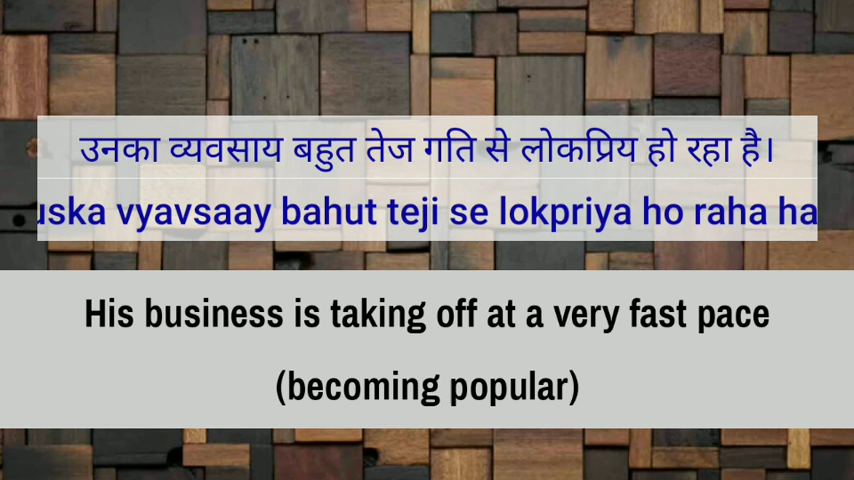 उनका व्यवसाय बहुत तेज गति से लोकप्रिय हो रहा है।
uska vyavsaay bahut teji se lokpriya ho raha ha
His business is taking off at a very fast pace
(becoming popular)